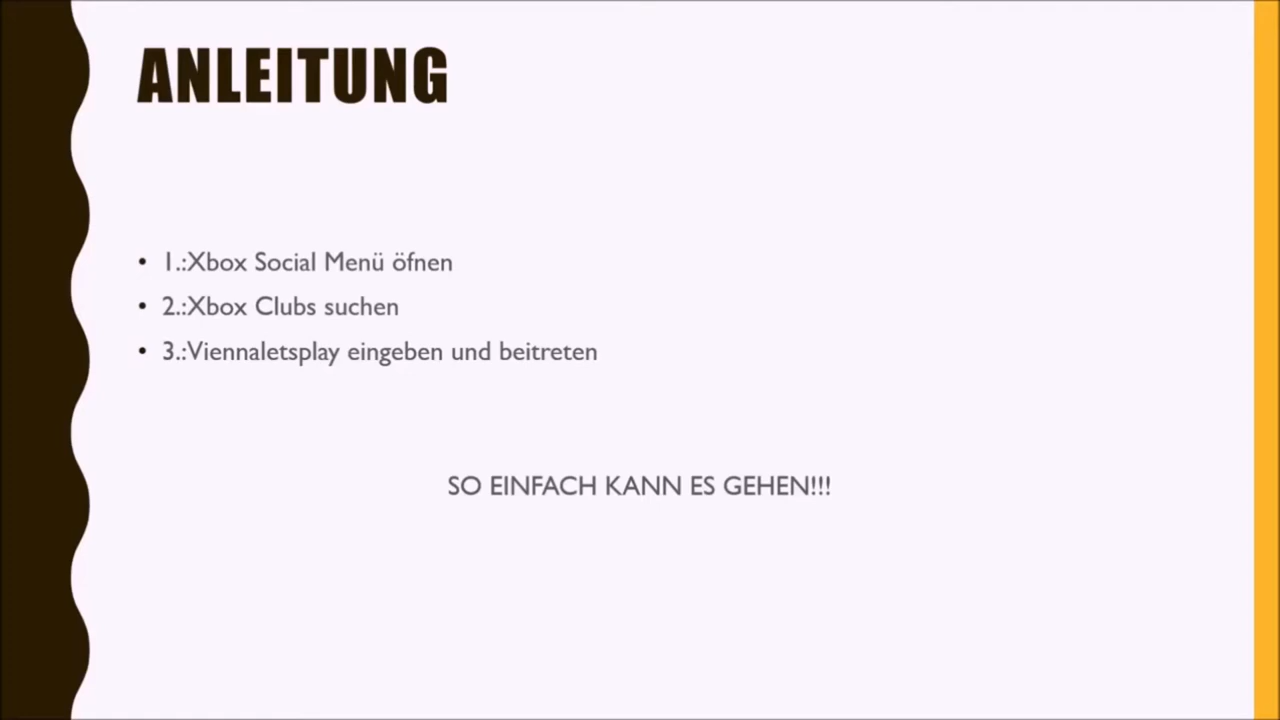 ANLEITUNG
• 1.:Xbox Social Menü öfnen
• 2.:Xbox Clubs suchen
• 3.:Viennaletsplay eingeben und beitreten
SO EINFACH KANN ES GEHEN!!!